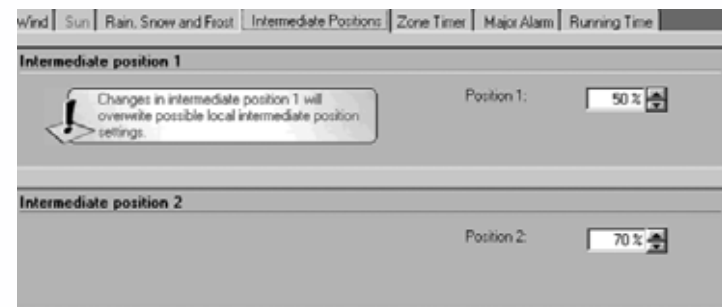 Wind Sun Rain, Snow and Frost Intermediate Positions Zone Timer Major Alarm Running Time
Intermediate position 1
Changes in intermediate position 1 will
overwrite possible local intermediate position
settings.
Position 1:
50 %
Intermediate position 2
Position 2:
70 %